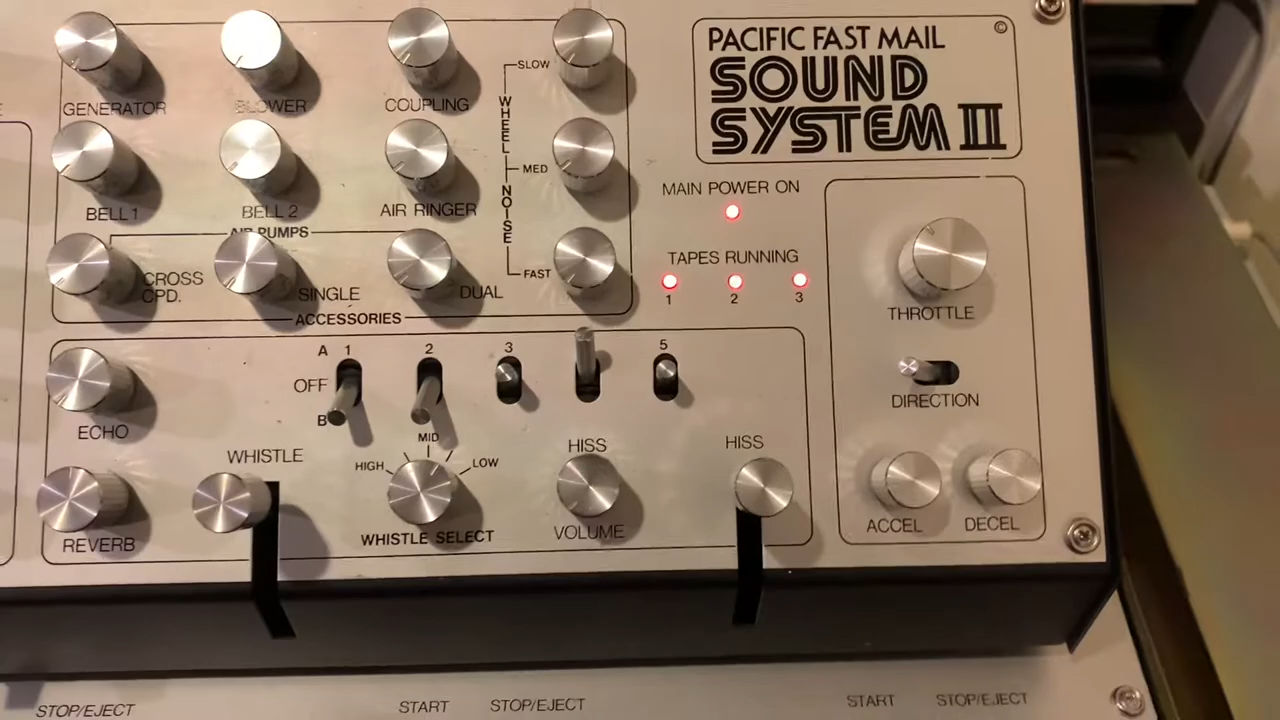 PACIFIC FAST MAIL
©
SOUND
SYSTEM III
GENERATOR
BLOWER
COUPLING
SLOW
WHEEL NOISE
MED
FAST
BELL 1
BELL 2
AIR RINGER
AIR PUMPS
CROSS
CPD.
SINGLE
DUAL
ACCESSORIES
MAIN POWER ON
TAPES RUNNING
1 2 3
THROTTLE
DIRECTION
ACCEL DECEL
A 1 2 3 5
OFF
B
ECHO
MID
HIGH
LOW
WHISTLE
HISS
HISS
REVERB
WHISTLE SELECT
VOLUME
STOP/EJECT START STOP/EJECT START STOP/EJECT